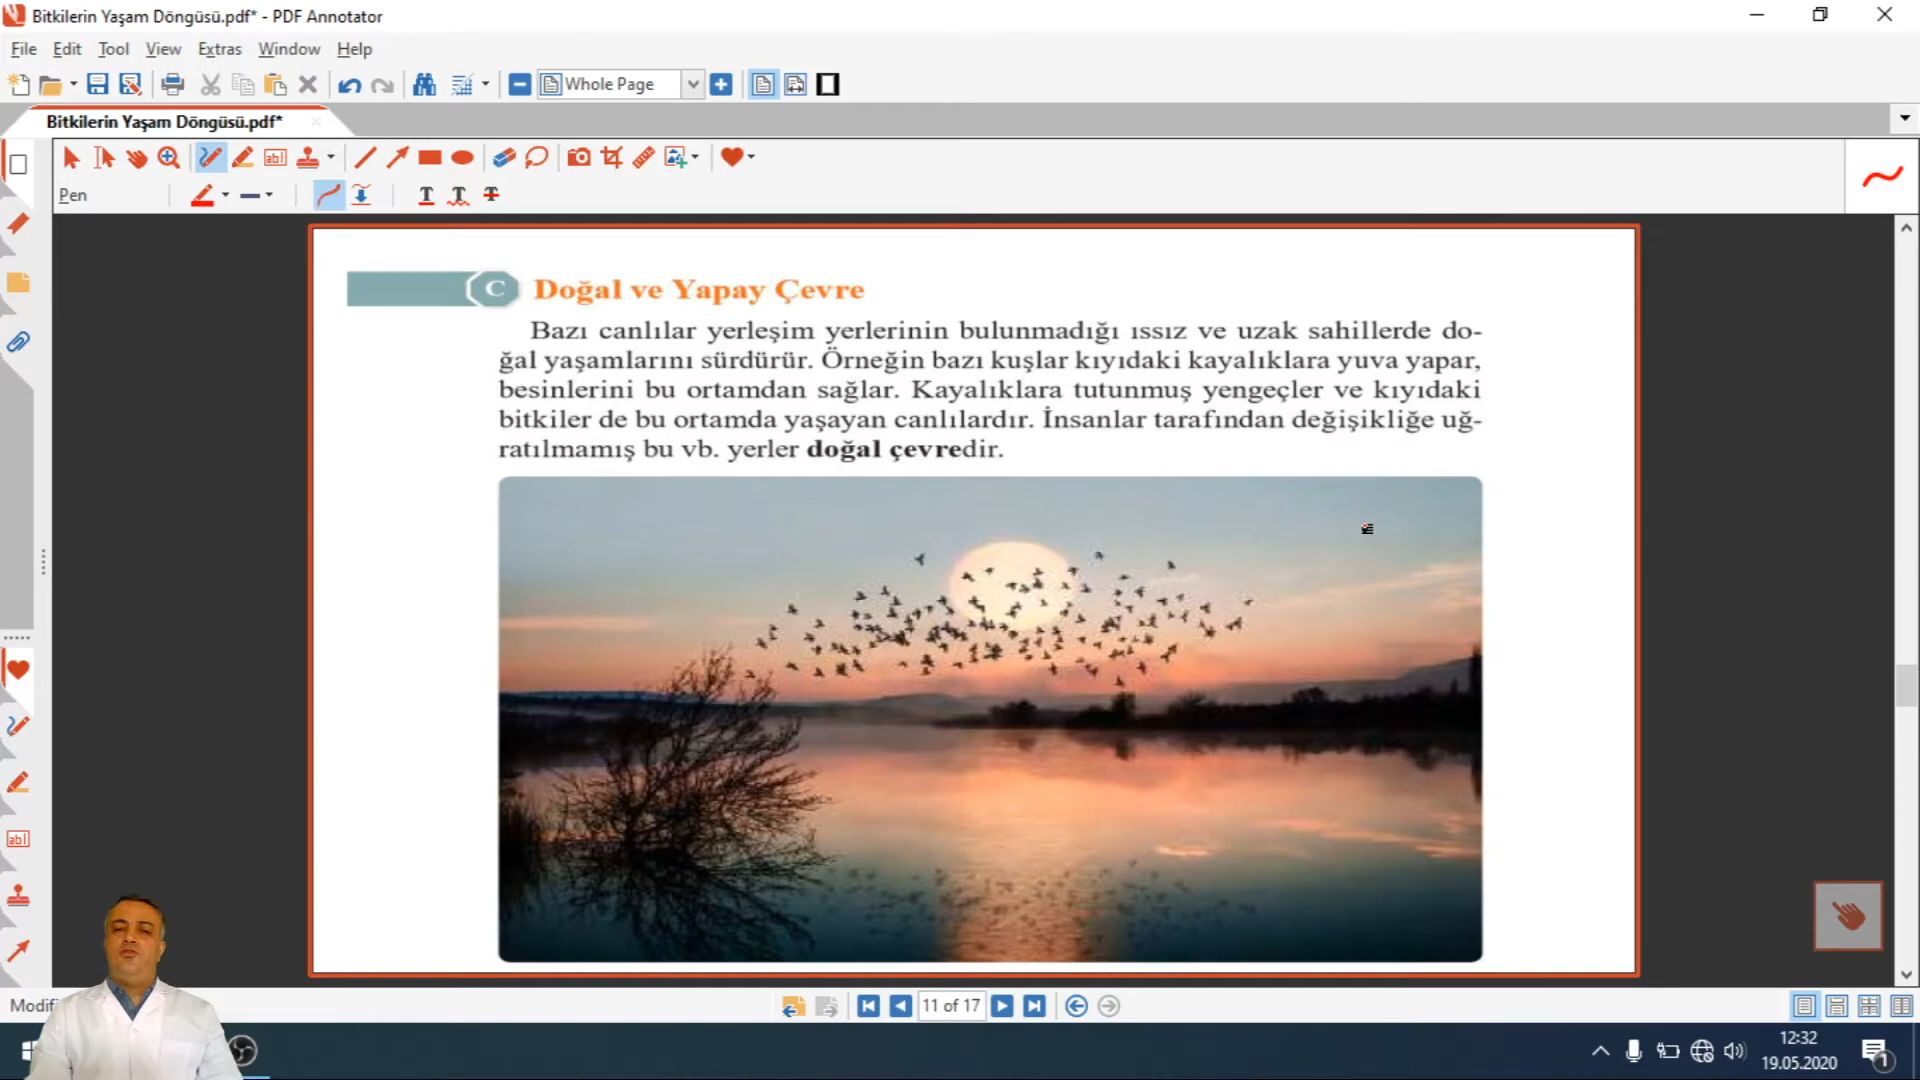 Bitkilerin Yaşam Döngüsü.pdf* - PDF Annotator
File Edit Tool View Extras Window Help
Whole Page
Bitkilerin Yaşam Döngüsü.pdf*
abl
Pen
T T T
C Doğal ve Yapay Çevre
Bazı canlılar yerleşim yerlerinin bulunmadığı ıssız ve uzak sahillerde do-
ğal yaşamlarını sürdürür. Örneğin bazı kuşlar kıyıdaki kayalıklara yuva yapar,
besinlerini bu ortamdan sağlar. Kayalıklara tutunmuş yengeçler ve kıyıdaki
bitkiler de bu ortamda yaşayan canlılardır. İnsanlar tarafından değişikliğe uğ-
ratılmamış bu vb. yerler doğal çevredir.
abl
Modifi
11 of 17
12:32
19.05.2020
1